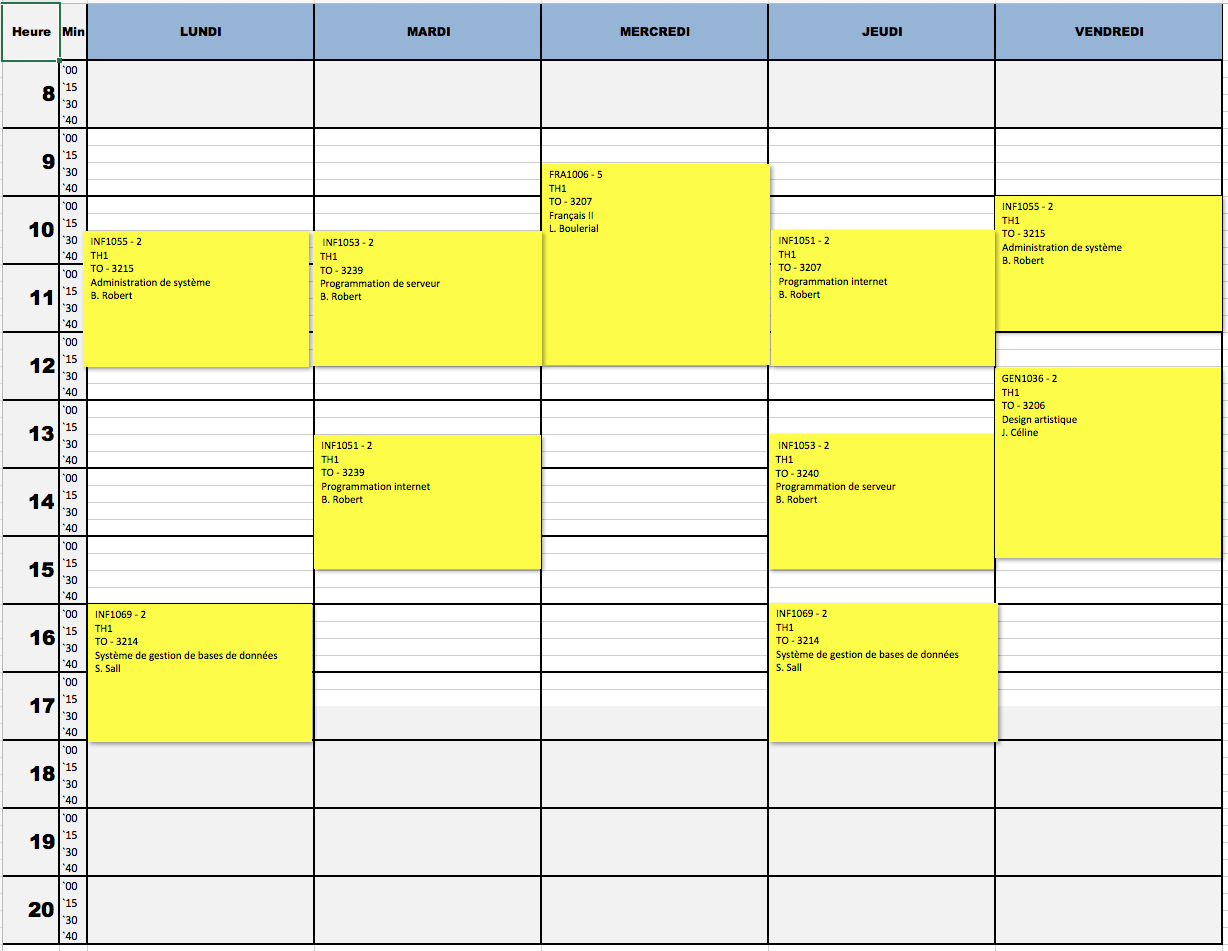 Heure Min LUNDI MARDI MERCREDI JEUDI VENDREDI
8
`00
`15
`30
`40
9
`00
`15
`30
`40
10
`00
`15
`30
`40
11
`00
`15
`30
`40
12
`00
`15
`30
`40
13
`00
`15
`30
`40
14
`00
`15
`30
`40
15
`00
`15
`30
`40
16
`00
`15
`30
`40
17
`00
`15
`30
`40
18
`00
`15
`30
`40
19
`00
`15
`30
`40
20
`00
`15
`30
`40
INF1055 - 2
TH1
TO - 3215
Administration de système
B. Robert
INF1069 - 2
TH1
TO - 3214
Système de gestion de bases de données
S. Sall
INF1053 - 2
TH1
TO - 3239
Programmation de serveur
B. Robert
INF1051 - 2
TH1
TO - 3239
Programmation internet
B. Robert
FRA1006 - 5
TH1
TO - 3207
Français II
L. Boulerial
INF1051 - 2
TH1
TO - 3207
Programmation internet
B. Robert
INF1053 - 2
TH1
TO - 3240
Programmation de serveur
B. Robert
INF1069 - 2
TH1
TO - 3214
Système de gestion de bases de données
S. Sall
INF1055 - 2
TH1
TO - 3215
Administration de système
B. Robert
GEN1036 - 2
TH1
TO - 3206
Design artistique
J. Céline